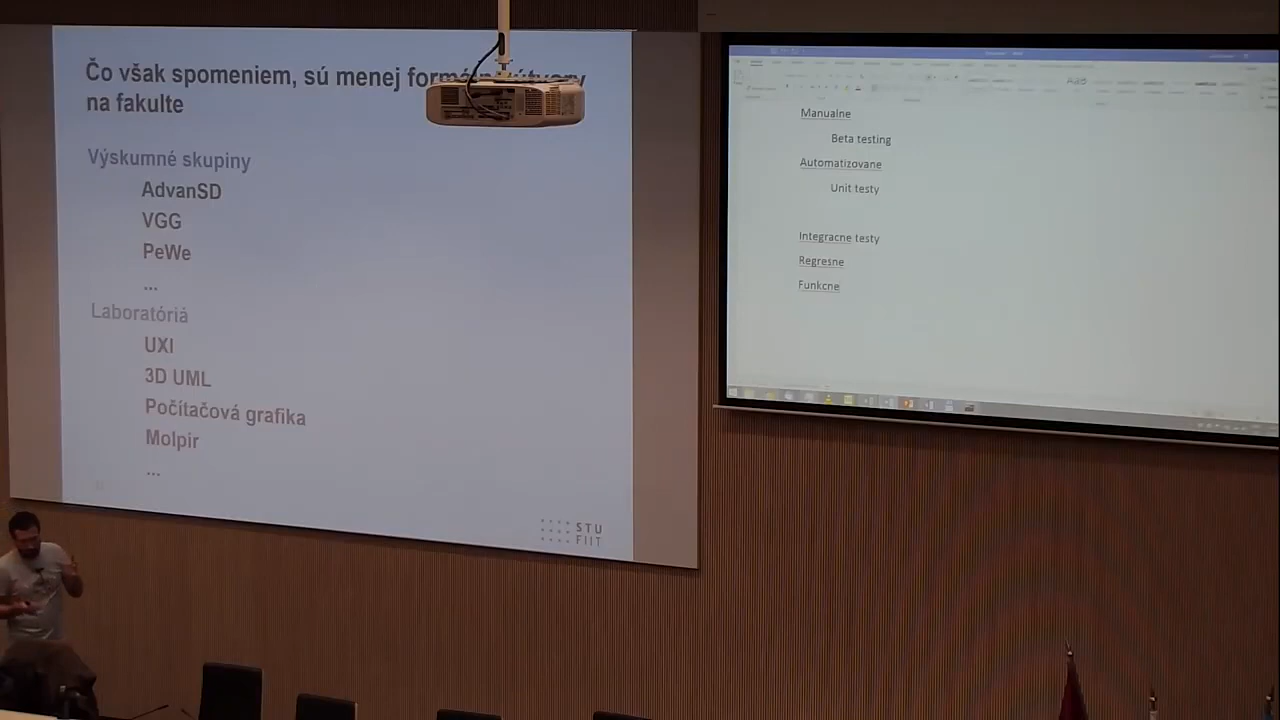 Čo však spomeniem, sú menej formálne útvary
na fakulte
Výskumné skupiny
AdvanSD
VGG
PeWe
...
Laboratóriá
UXI
3D UML
Počítačová grafika
Molpir
...
STU
FIIT
Manualne
Beta testing
Automatizovane
Unit testy
Integracne testy
Regresne
Funkcne